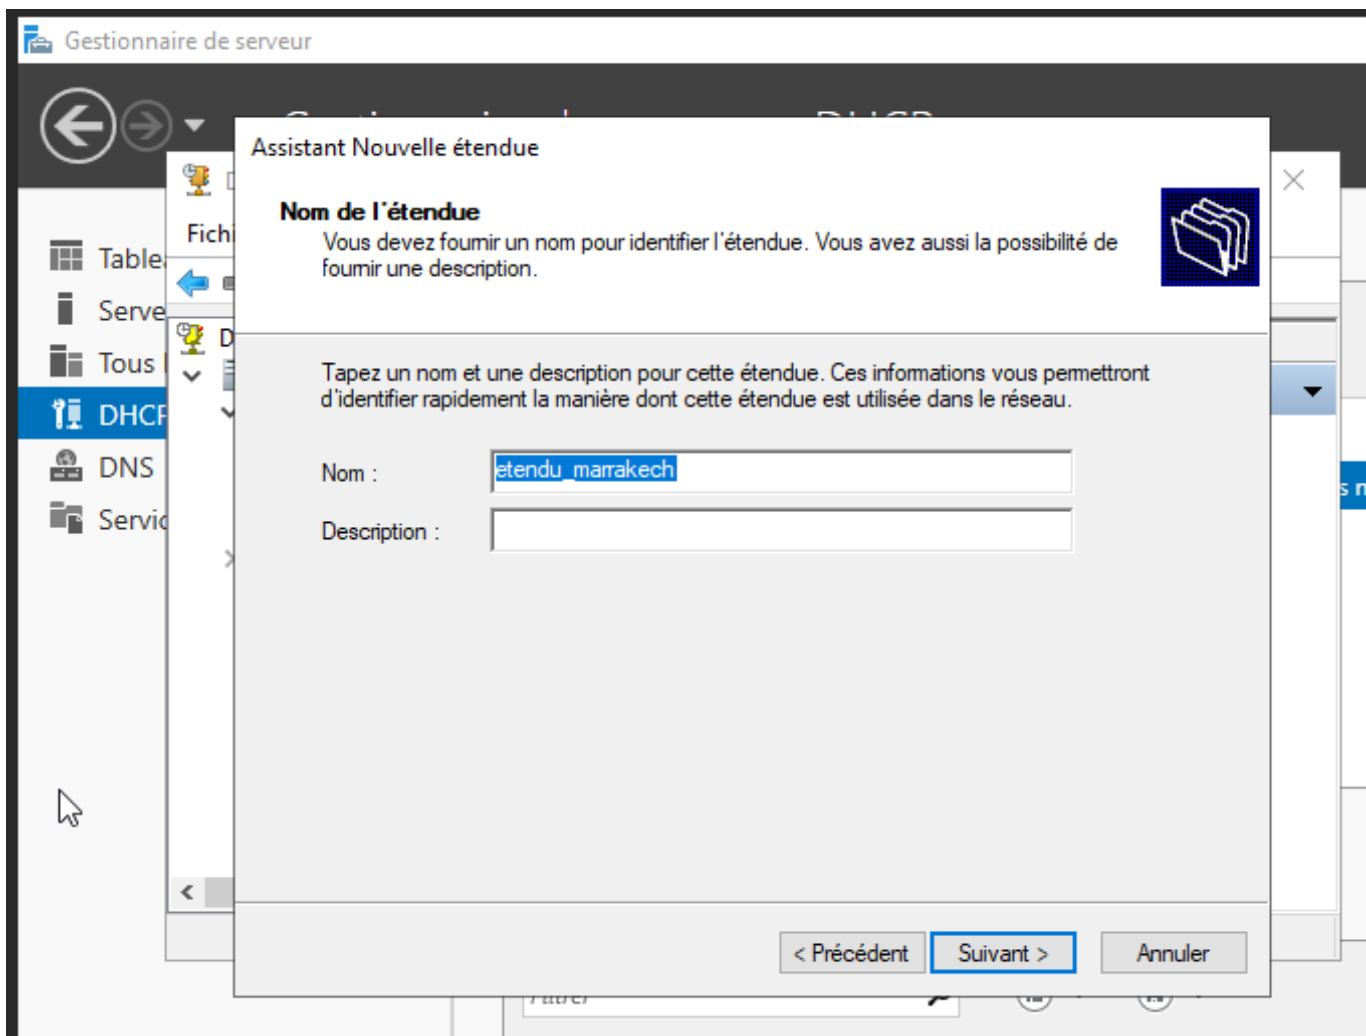 Gestionnaire de serveur
Assistant Nouvelle étendue
Nom de l'étendue
Vous devez fournir un nom pour identifier l'étendue. Vous avez aussi la possibilité de
fournir une description.
Fichi
Table
Serve
Tous
DHCP
DNS
Servic
D
Tapez un nom et une description pour cette étendue. Ces informations vous permettront
d'identifier rapidement la manière dont cette étendue est utilisée dans le réseau.
Nom :
etendu_marrakech
Description :
< Précédent
Suivant >
Annuler